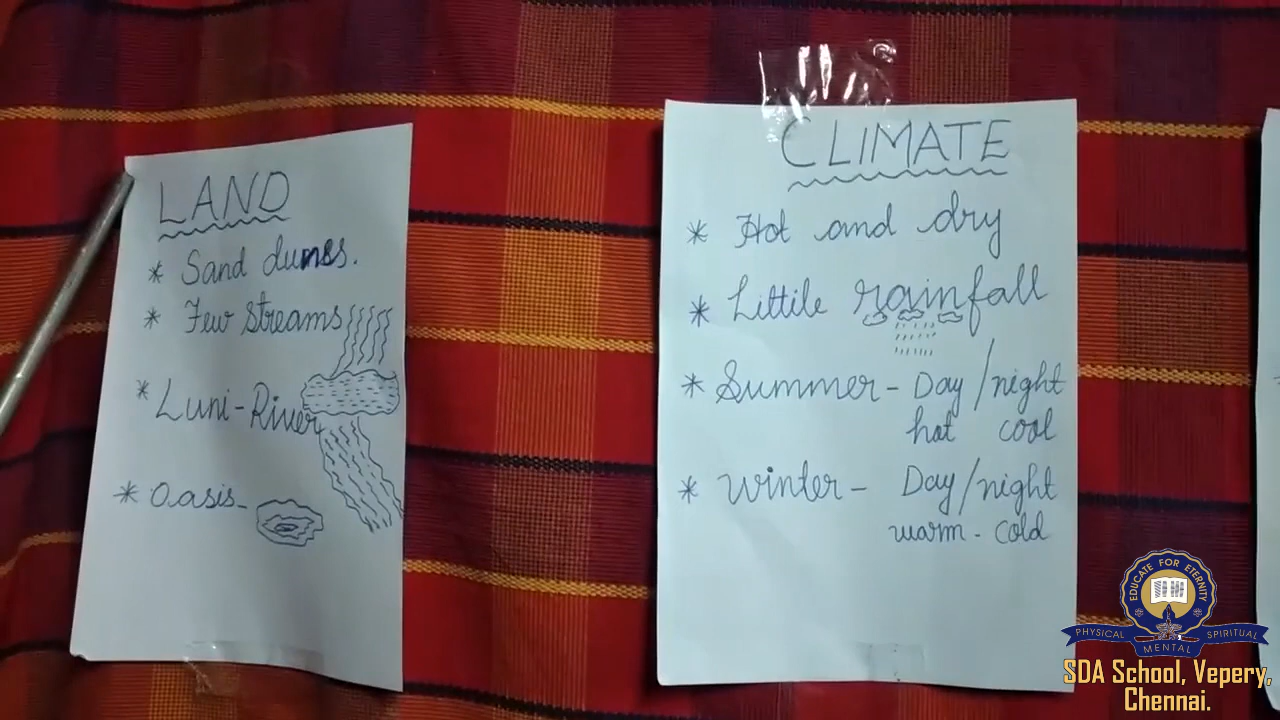 LAND
* Sand dunes.
* Few Streams
* Luni-River
* Oasis-
CLIMATE
* Hot and dry
* Littile rainfall
* Summer - Day/night
hot cool
* Winter - Day/night
warm - cold
EDUCATE FOR ETERNITY
PHYSICAL MENTAL SPIRITUAL
SDA School, Vepery,
Chennai.